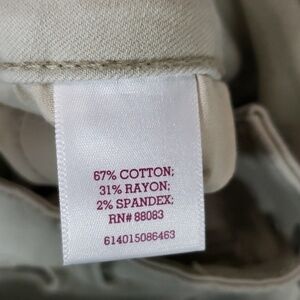 67% COTTON;
31% RAYON;
2% SPANDEX;
RN# 88083
614015086463